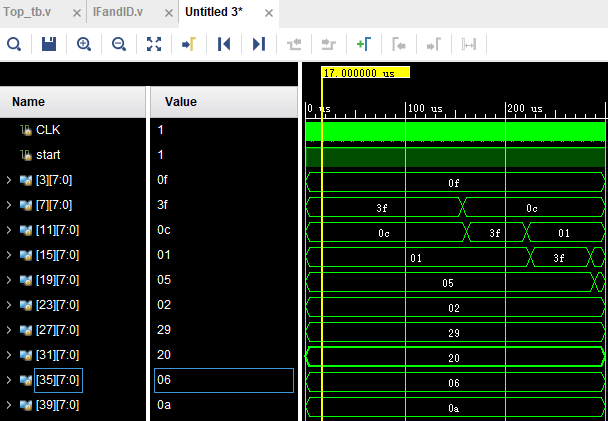 Top_tb.v IFandID.v Untitled 3*
17.000000 us
Name Value 0 us 100 us 200 us
CLK 1
start 1
[3][7:0] 0f 0f
[7][7:0] 3f 3f 0c
[11][7:0] 0c 0c 3f 01
[15][7:0] 01 01 3f
[19][7:0] 05 05
[23][7:0] 02 02
[27][7:0] 29 29
[31][7:0] 20 20
[35][7:0] 06 06
[39][7:0] 0a 0a